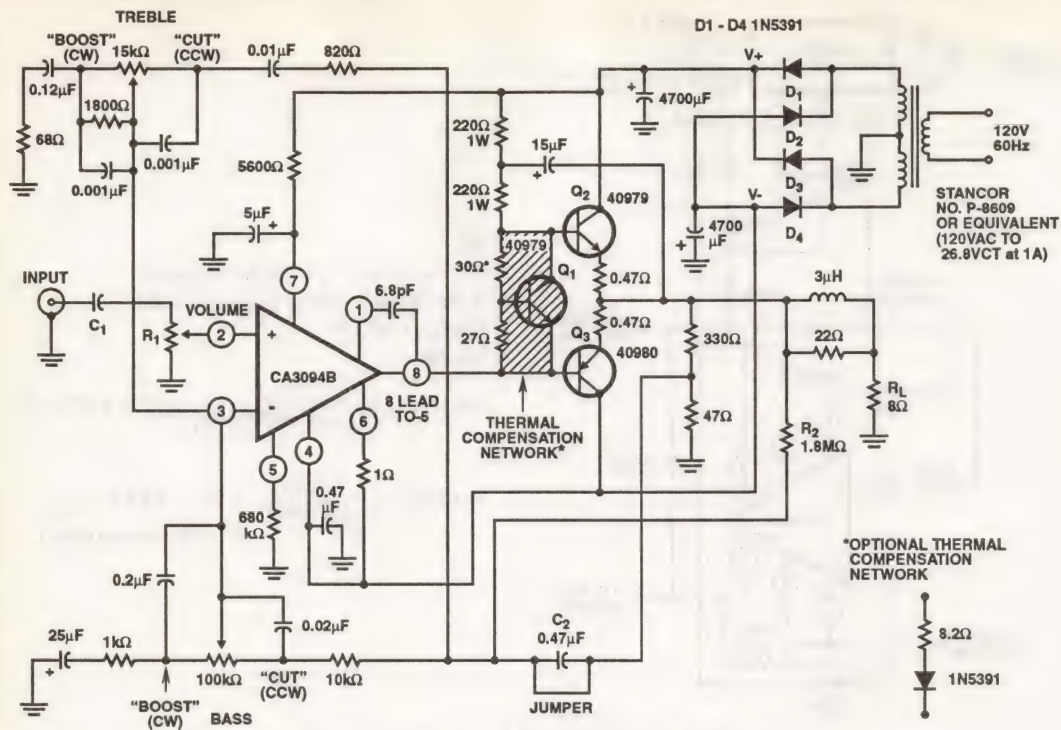 TREBLE
"BOOST"
(CW)
15kΩ
"CUT"
(CCW)
0.01μF
820Ω
0.12μF
1800Ω
68Ω
0.001μF
0.001μF
5600Ω
5μF
+
INPUT
C1
R1
VOLUME
2
+
3
-
CA3094B
7
1
6.8pF
8
8 LEAD
TO-5
6
4
5
1Ω
0.47
μF
680
kΩ
0.2μF
25μF
+
1kΩ
0.02μF
"BOOST"
(CW)
100kΩ
BASS
"CUT"
(CCW)
10kΩ
220Ω
1W
15μF
+
220Ω
1W
40979
30Ω*
Q1
27Ω
THERMAL
COMPENSATION
NETWORK*
Q2
40979
0.47Ω
0.47Ω
Q3
40980
330Ω
47Ω
C2
0.47μF
JUMPER
D1 - D4 1N5391
+
4700μF
V+
D1
D2
D3
D4
V-
4700
μF
+
120V
60Hz
STANCOR
NO. P-8609
OR EQUIVALENT
(120VAC TO
26.8VCT at 1A)
3μH
22Ω
RL
8Ω
R2
1.8MΩ
*OPTIONAL THERMAL
COMPENSATION
NETWORK
8.2Ω
1N5391